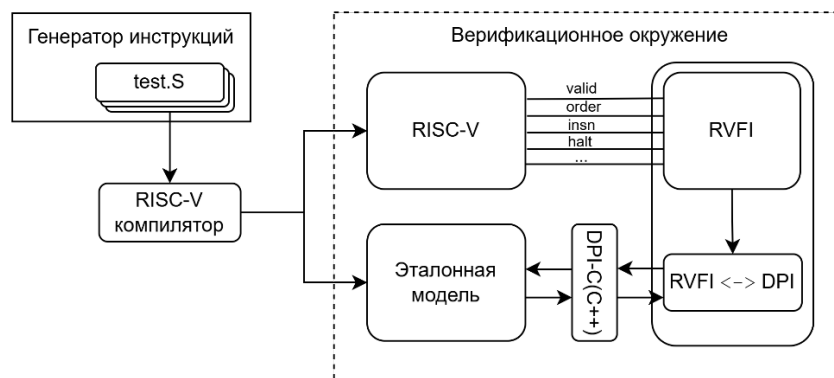 Генератор инструкций
test.S
RISC-V
компилятор
Верификационное окружение
RISC-V
valid
order
insn
halt
...
RVFI
Эталонная
модель
DPI-C(C++)
RVFI <-> DPI